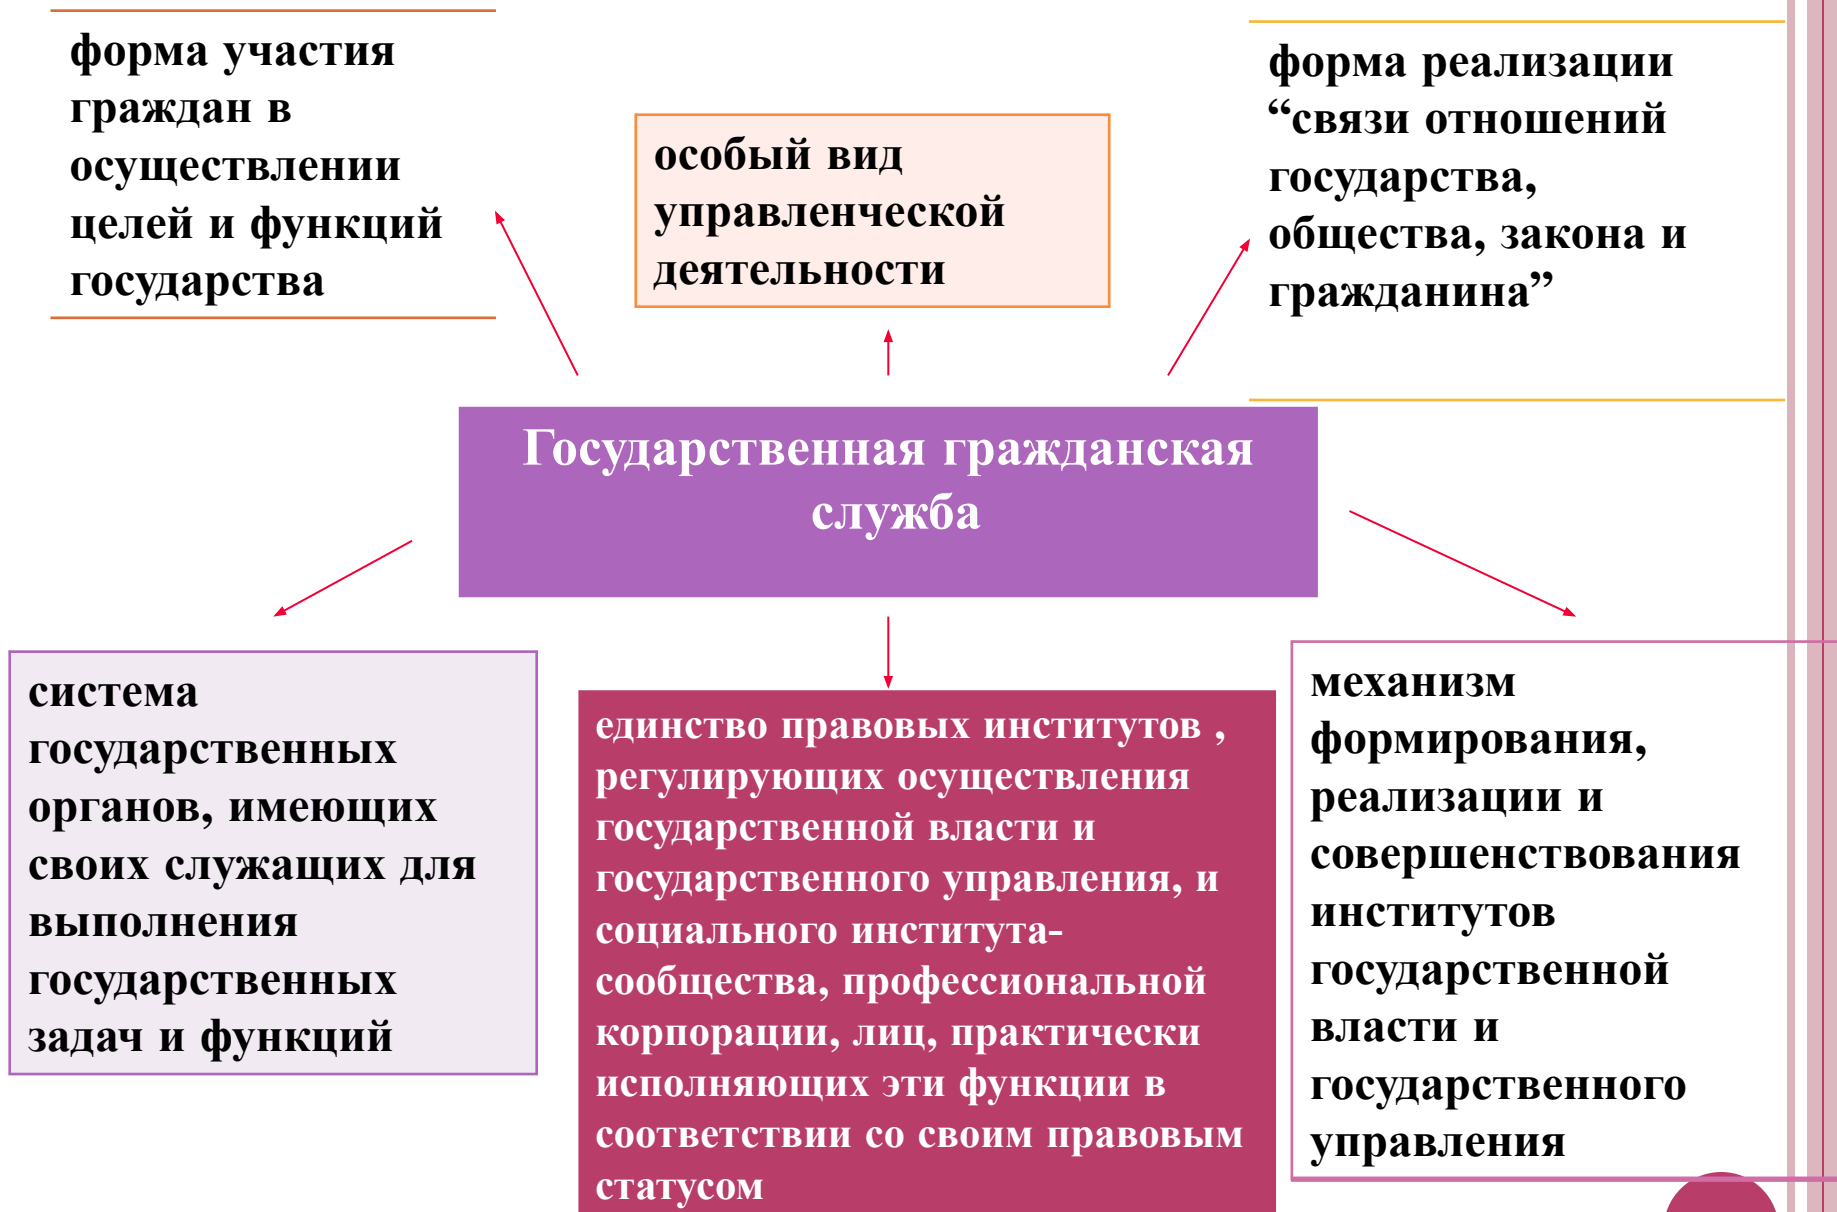 форма участия
граждан в
осуществлении
целей и функций
государства
особый вид
управленческой
деятельности
форма реализации
“связи отношений
государства,
общества, закона и
гражданина”
Государственная гражданская
служба
система
государственных
органов, имеющих
своих служащих для
выполнения
государственных
задач и функций
единство правовых институтов ,
регулирующих осуществления
государственной власти и
государственного управления, и
социального института-
сообщества, профессиональной
корпорации, лиц, практически
исполняющих эти функции в
соответствии со своим правовым
статусом
механизм
формирования,
реализации и
совершенствования
институтов
государственной
власти и
государственного
управления